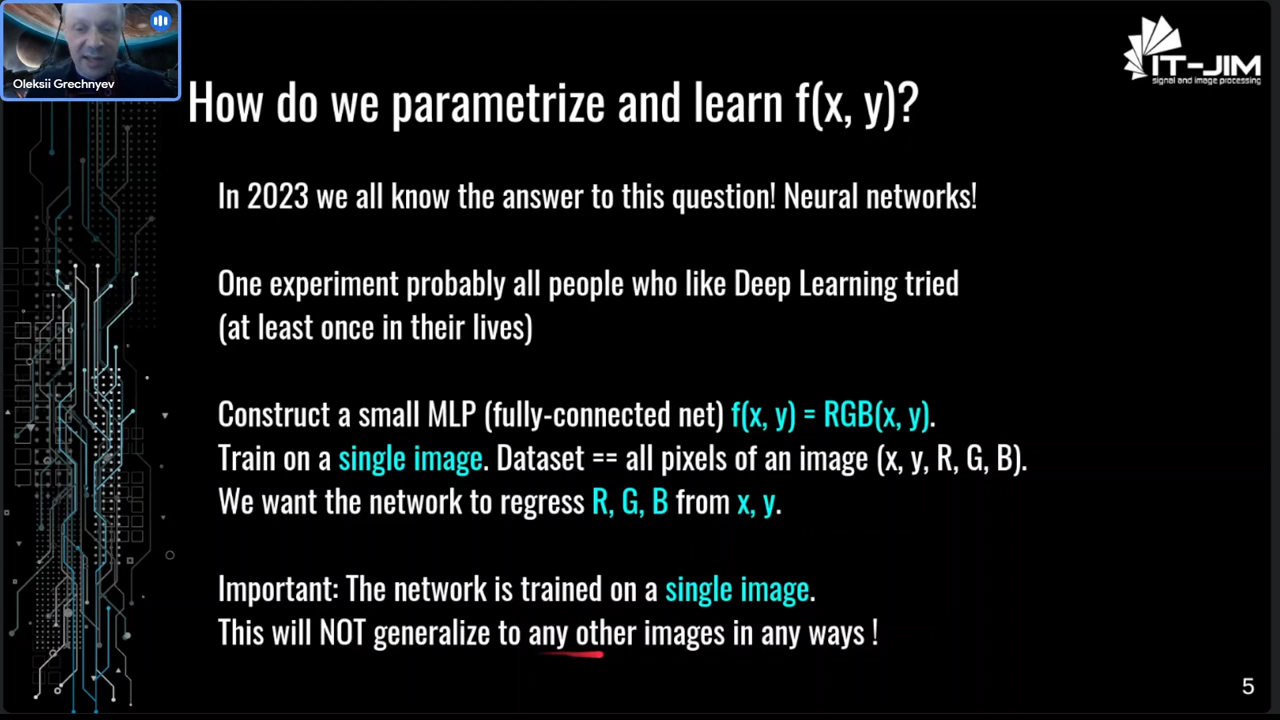 Oleksii Grechnyev
IT-JIM
signal and image processing
How do we parametrize and learn f(x, y)?
In 2023 we all know the answer to this question! Neural networks!
One experiment probably all people who like Deep Learning tried
(at least once in their lives)
Construct a small MLP (fully-connected net) f(x, y) = RGB(x, y).
Train on a single image. Dataset == all pixels of an image (x, y, R, G, B).
We want the network to regress R, G, B from x, y.
Important: The network is trained on a single image.
This will NOT generalize to any other images in any ways !
5